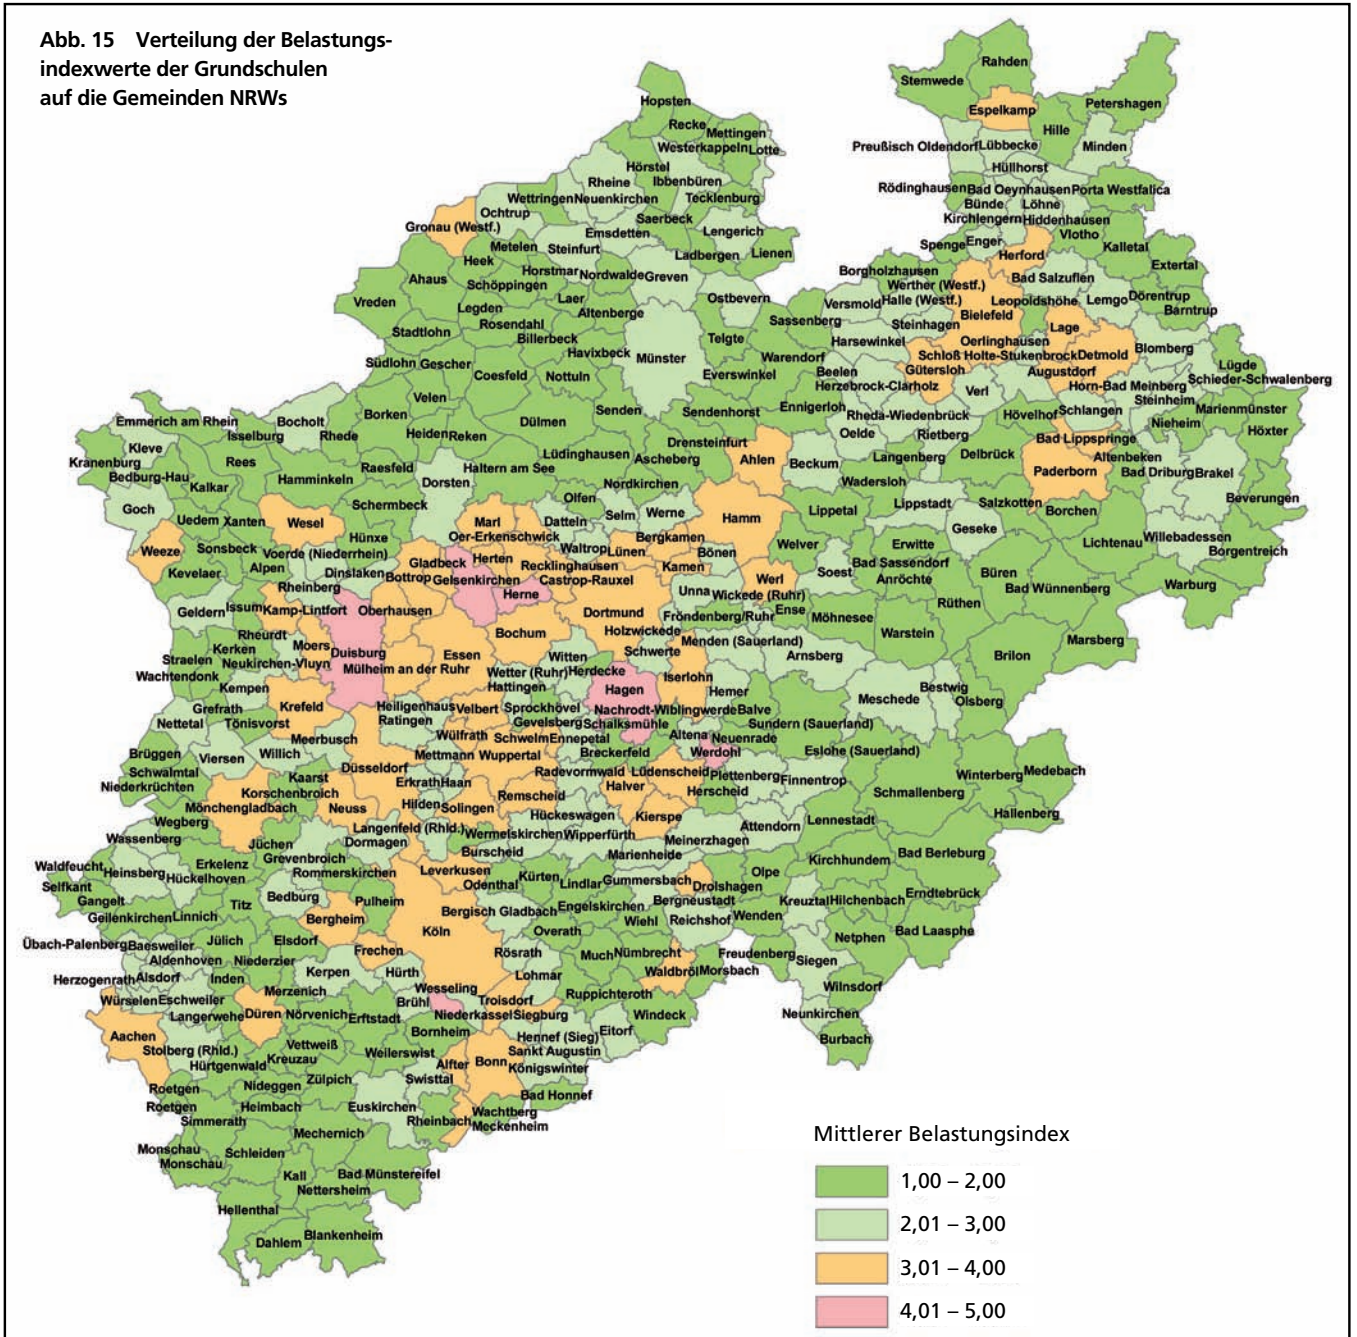 Abb. 15 Verteilung der Belastungs-
indexwerte der Grundschulen
auf die Gemeinden NRWs
Rahden
Stemwede
Espelkamp
Petershagen
Hille
Preußisch Oldendorf
Lübbecke
Minden
Hüllhorst
Rödinghausen
Bad Oeynhausen
Porta Westfalica
Bünde
Löhne
Kirchlengern
Hiddenhausen
Vlotho
Spenge
Enger
Herford
Kalletal
Extertal
Hopsten
Recke
Mettingen
Westerkappeln
Lotte
Hörstel
Rheine
Ibbenbüren
Wettringen
Neuenkirchen
Tecklenburg
Ochtrup
Saerbeck
Gronau (Westf.)
Emsdetten
Lengerich
Metelen
Steinfurt
Ladbergen
Lienen
Heek
Ahaus
Horstmar
Nordwalde
Greven
Schöppingen
Vreden
Legden
Laer
Altenberge
Ostbevern
Stadtlohn
Rosendahl
Billerbeck
Sassenberg
Telgte
Havixbeck
Münster
Warendorf
Südlohn
Gescher
Coesfeld
Nottuln
Everswinkel
Beelen
Borgholzhausen
Werther (Westf.)
Bad Salzuflen
Versmold
Halle (Westf.)
Leopoldshöhe
Lemgo
Dörentrup
Barntrup
Bielefeld
Steinhagen
Lage
Harsewinkel
Oerlinghausen
Blomberg
Schloß Holte-Stukenbrock
Detmold
Lügde
Gütersloh
Augustdorf
Schieder-Schwalenberg
Herzebrock-Clarholz
Verl
Horn-Bad Meinberg
Steinheim
Velen
Borken
Ennigerloh
Rheda-Wiedenbrück
Hövelhof
Schlangen
Marienmünster
Nieheim
Höxter
Emmerich am Rhein
Bocholt
Isselburg
Rhede
Heiden
Reken
Dülmen
Senden
Sendenhorst
Oelde
Rietberg
Bad Lippspringe
Kleve
Kranenburg
Bedburg-Hau
Rees
Raesfeld
Haltern am See
Lüdinghausen
Ascheberg
Drensteinfurt
Ahlen
Beckum
Langenberg
Delbrück
Altenbeken
Paderborn
Bad Driburg
Brakel
Kalkar
Hamminkeln
Dorsten
Nordkirchen
Wadersloh
Beverungen
Goch
Schermbeck
Olfen
Selm
Werne
Lippetal
Lippstadt
Salzkotten
Borchen
Uedem
Xanten
Wesel
Marl
Datteln
Hamm
Geseke
Hünxe
Oer-Erkenschwick
Bergkamen
Lichtenau
Willebadessen
Weeze
Sonsbeck
Voerde (Niederrhein)
Waltrop
Lünen
Bönen
Welver
Erwitte
Borgentreich
Kevelaer
Alpen
Dinslaken
Gladbeck
Herten
Recklinghausen
Kamen
Soest
Bad Sassendorf
Anröchte
Büren
Bad Wünnenberg
Warburg
Rheinberg
Bottrop
Gelsenkirchen
Castrop-Rauxel
Werl
Unna
Wickede (Ruhr)
Herne
Rüthen
Geldern
Issum
Kamp-Lintfort
Oberhausen
Dortmund
Fröndenberg/Ruhr
Ense
Möhnesee
Rheurdt
Bochum
Holzwickede
Warstein
Marsberg
Kerken
Moers
Duisburg
Essen
Schwerte
Menden (Sauerland)
Straelen
Neukirchen-Vluyn
Mülheim an der Ruhr
Witten
Arnsberg
Brilon
Wachtendonk
Wetter (Ruhr)
Herdecke
Iserlohn
Kempen
Hattingen
Hagen
Hemer
Meschede
Bestwig
Olsberg
Grefrath
Krefeld
Heiligenhaus
Velbert
Sprockhövel
Nachrodt-Wiblingwerde
Balve
Nettetal
Tönisvorst
Ratingen
Gevelsberg
Schalksmühle
Sundern (Sauerland)
Meerbusch
Wülfrath
Schwelm
Ennepetal
Altena
Neuenrade
Brüggen
Viersen
Willich
Mettmann
Wuppertal
Breckerfeld
Werdohl
Eslohe (Sauerland)
Schwalmtal
Düsseldorf
Radevormwald
Lüdenscheid
Plettenberg
Finnentrop
Winterberg
Medebach
Niederkrüchten
Kaarst
Erkrath
Haan
Halver
Herscheid
Schmallenberg
Korschenbroich
Remscheid
Mönchengladbach
Neuss
Hilden
Solingen
Hückeswagen
Kierspe
Hallenberg
Wegberg
Langenfeld (Rhld.)
Wermelskirchen
Wipperfürth
Attendorn
Lennestadt
Wassenberg
Jüchen
Dormagen
Burscheid
Meinerzhagen
Grevenbroich
Marienheide
Kirchhundem
Bad Berleburg
Waldfeucht
Heinsberg
Erkelenz
Rommerskirchen
Leverkusen
Kürten
Olpe
Selfkant
Hückelhoven
Odenthal
Lindlar
Gummersbach
Drolshagen
Gangelt
Titz
Bedburg
Pulheim
Bergneustadt
Kreuztal
Hilchenbach
Erndtebrück
Geilenkirchen
Linnich
Bergheim
Bergisch Gladbach
Engelskirchen
Wiehl
Reichshof
Wenden
Köln
Overath
Netphen
Bad Laasphe
Übach-Palenberg
Baesweiler
Jülich
Elsdorf
Frechen
Rösrath
Much
Nümbrecht
Freudenberg
Siegen
Aldenhoven
Niederzier
Herzogenrath
Alsdorf
Inden
Kerpen
Hürth
Lohmar
Waldbröl
Morsbach
Wilnsdorf
Würselen
Eschweiler
Merzenich
Wesseling
Ruppichteroth
Brühl
Troisdorf
Langerwehe
Düren
Nörvenich
Erftstadt
Niederkassel
Siegburg
Windeck
Neunkirchen
Aachen
Bornheim
Eitorf
Burbach
Stolberg (Rhld.)
Vettweiß
Hennef (Sieg)
Kreuzau
Weilerswist
Alfter
Bonn
Sankt Augustin
Hürtgenwald
Königswinter
Roetgen
Nideggen
Zülpich
Swisttal
Bad Honnef
Roetgen
Heimbach
Euskirchen
Wachtberg
Simmerath
Rheinbach
Meckenheim
Mechernich
Monschau
Monschau
Schleiden
Kall
Bad Münstereifel
Nettersheim
Hellenthal
Dahlem
Blankenheim
Mittlerer Belastungsindex
1,00 – 2,00
2,01 – 3,00
3,01 – 4,00
4,01 – 5,00